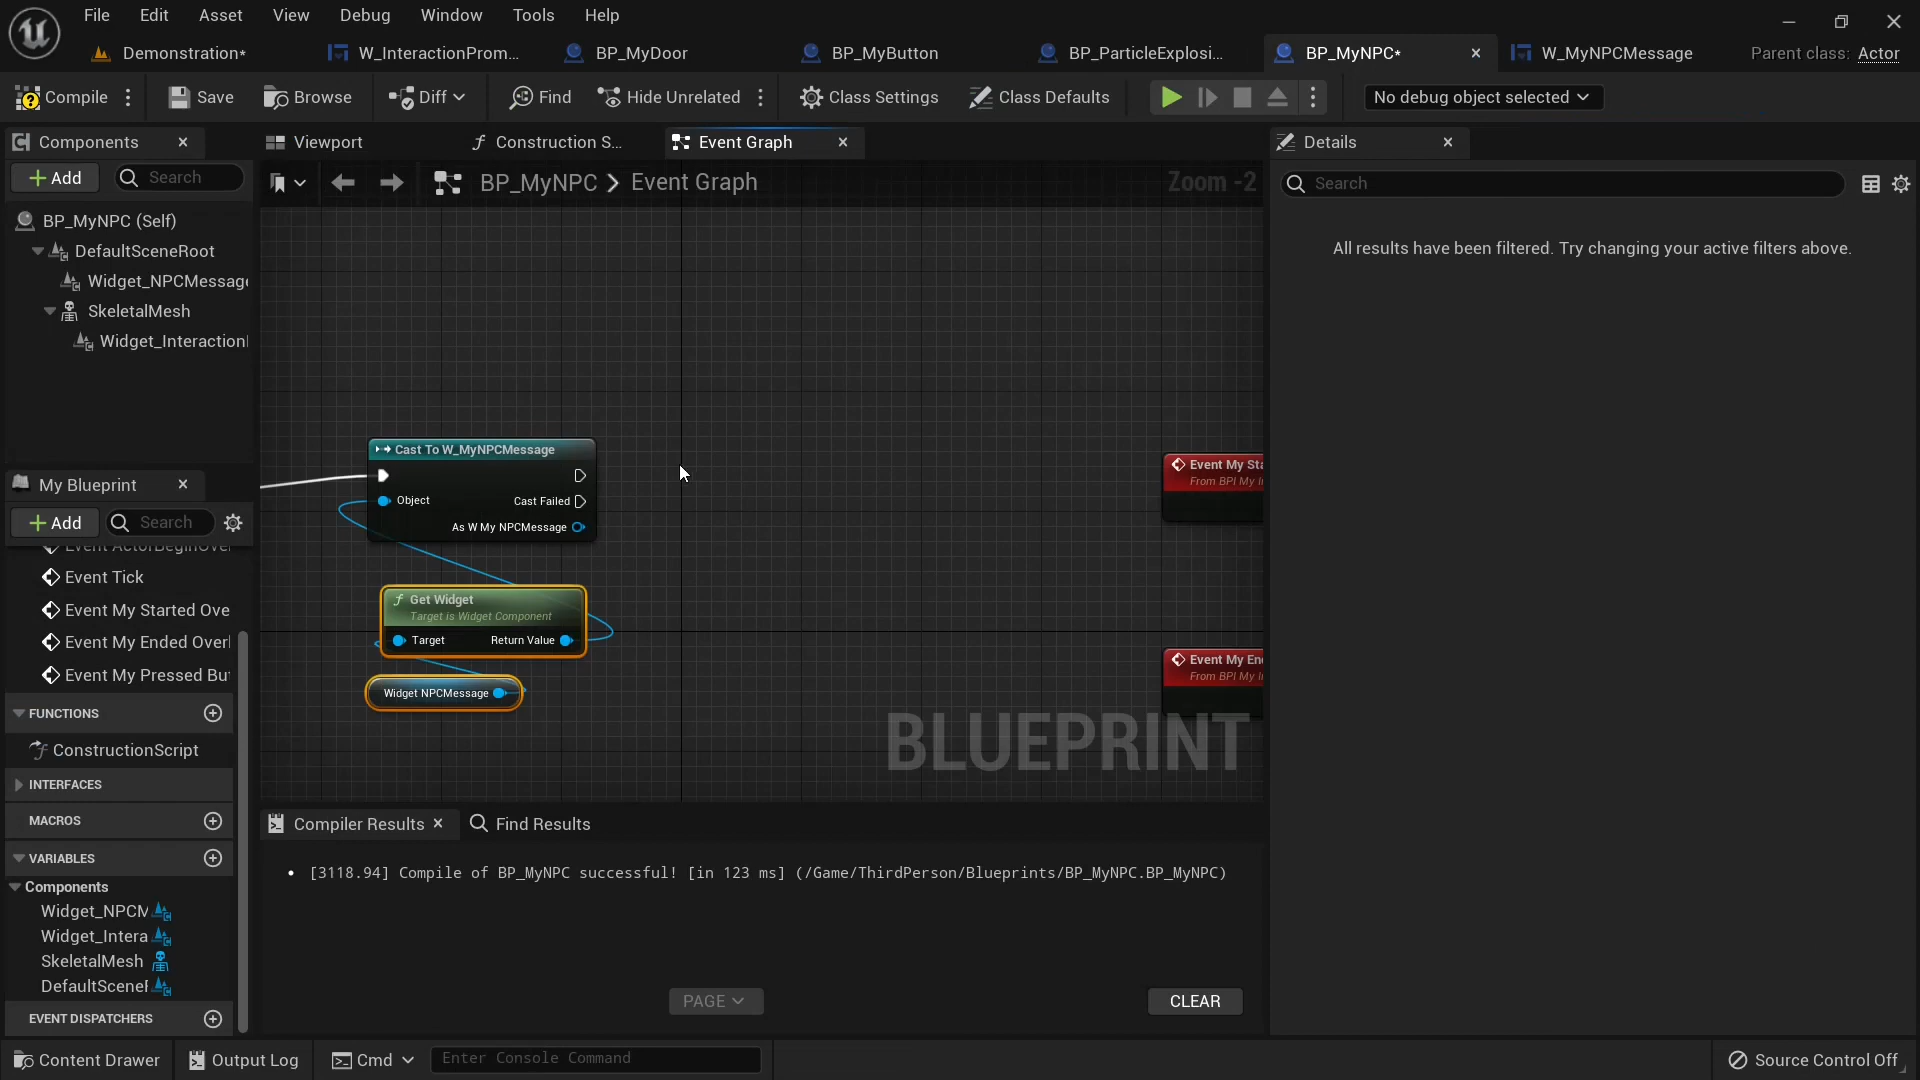 File Edit Asset View Debug Window Tools Help
Demonstration* W_InteractionProm... BP_MyDoor BP_MyButton BP_ParticleExplosi... BP_MyNPC* W_MyNPCMessage Parent class: Actor
Compile Save Browse Diff Find Hide Unrelated Class Settings Class Defaults No debug object selected
Components Viewport Construction S... Event Graph Details
Add Search BP_MyNPC Event Graph Zoom -2 Search
BP_MyNPC (Self)
DefaultSceneRoot
All results have been filtered. Try changing your active filters above.
Widget_NPCMessage
SkeletalMesh
Widget_InteractionI
Cast To W_MyNPCMessage
Object
Cast Failed
As W My NPCMessage
Get Widget
Target is Widget Component
Target Return Value
Widget NPCMessage
Event My Sta
From BPI My I
Event My End
From BPI My I
BLUEPRINT
My Blueprint
Add Search
Event ActorBeginOver
Event Tick
Event My Started Ove
Event My Ended Overl
Event My Pressed Bu
FUNCTIONS
ConstructionScript
INTERFACES
MACROS
VARIABLES
Components
Widget_NPCM
Widget_Intera
SkeletalMesh
DefaultSceneF
EVENT DISPATCHERS
Compiler Results Find Results
[3118.94] Compile of BP_MyNPC successful! [in 123 ms] (/Game/ThirdPerson/Blueprints/BP_MyNPC.BP_MyNPC)
PAGE CLEAR
Content Drawer Output Log Cmd Enter Console Command Source Control Off